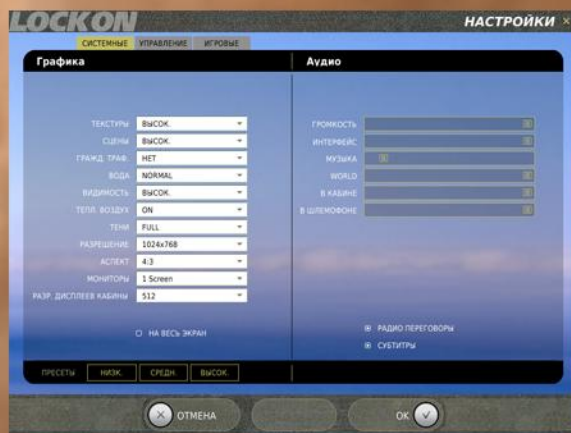 LOCKON
НАСТРОЙКИ ×
СИСТЕМНЫЕ УПРАВЛЕНИЕ ИГРОВЫЕ
Графика
ТЕКСТУРЫ ВЫСОК.
СЦЕНЫ ВЫСОК.
ГРАЖД. ТРАФ. НЕТ
ВОДА NORMAL
ВИДИМОСТЬ ВЫСОК.
ТЕПЛ. ВОЗДУХ ON
ТЕНИ FULL
РАЗРЕШЕНИЕ 1024x768
АСПЕКТ 4:3
МОНИТОРЫ 1 Screen
РАЗР. ДИСПЛЕЕВ КАБИНЫ 512
НА ВЕСЬ ЭКРАН
ПРЕСЕТЫ НИЗК. СРЕДН. ВЫСОК.
Аудио
ГРОМКОСТЬ
ИНТЕРФЕЙС
МУЗЫКА
WORLD
В КАБИНЕ
В ШЛЕМОФОНЕ
РАДИО ПЕРЕГОВОРЫ
СУБТИТРЫ
ОТМЕНА
ОК